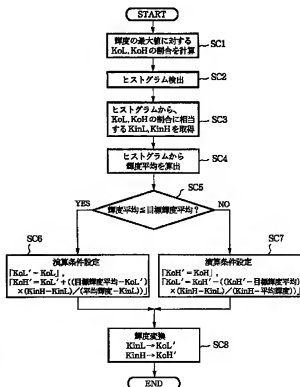 START
SC1
輝度の最大値に対する
KoL,KoHの割合を計算
SC2
ヒストグラム検出
SC3
ヒストグラムから、
KoL,KoHの割合に相当
するKinL,KinHを取得
SC4
ヒストグラムから
輝度平均を算出
SC5
輝度平均≦目標輝度平均?
YES
NO
SC6
演算条件設定
「KoL'←KoL」,
「KoH'←KoL'+((目標輝度平均−KoL')
×(KinH−KinL)/(平均輝度−KinL))」
SC7
演算条件設定
「KoH'←KoH」,
「KoL'←KoH'−((KoH'−目標輝度平均)
×(KinH−KinL)/(KinH−平均輝度))」
SC8
輝度変換
KinL→KoL'
KinH→KoH'
END